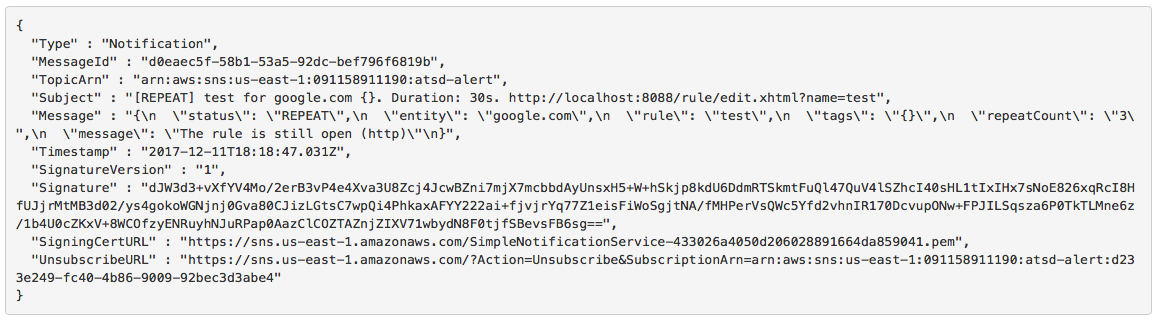 {
  "Type" : "Notification",
  "MessageId" : "d0eaec5f-58b1-53a5-92dc-bef796f6819b",
  "TopicArn" : "arn:aws:sns:us-east-1:091158911190:atsd-alert",
  "Subject" : "[REPEAT] test for google.com {}. Duration: 30s. http://localhost:8088/rule/edit.xhtml?name=test",
  "Message" : "{\n  \"status\": \"REPEAT\",\n  \"entity\": \"google.com\",\n  \"rule\": \"test\",\n  \"tags\": \"{}\",\n  \"repeatCount\": \"3\
",\n  \"message\": \"The rule is still open (http)\"\n}",
  "Timestamp" : "2017-12-11T18:18:47.031Z",
  "SignatureVersion" : "1",
  "Signature" : "dJW3d3+vXfYV4Mo/2erB3vP4e4Xva3U8Zcj4JcwBZni7mjX7mcbbdAyUnsxH5+W+hSkjp8kdU6DdmRTSkmtFuQl47QuV4lSZhcI40sHL1tIxIHx7sNoE826xqRcI8H
fUJjrMtMB3d02/ys4gokoWGNjnj0Gva80CJizLGtsC7wpQi4PhkaxAFYY222ai+fjvjrYq77Z1eisFiWoSgjtNA/fMHPerVsQWc5Yfd2vhnIR170DcvupONw+FPJILSqsza6P0TkTLMne6z
/1b4U0cZKxV+8WCOfzyENRuyhNJuRPap0AazClCOZTAZnjZIXV71wbydN8F0tjfSBevsFB6sg==",
  "SigningCertURL" : "https://sns.us-east-1.amazonaws.com/SimpleNotificationService-433026a4050d206028891664da859041.pem",
  "UnsubscribeURL" : "https://sns.us-east-1.amazonaws.com/?Action=Unsubscribe&SubscriptionArn=arn:aws:sns:us-east-1:091158911190:atsd-alert:d23
3e249-fc40-4b86-9009-92bec3d3abe4"
}